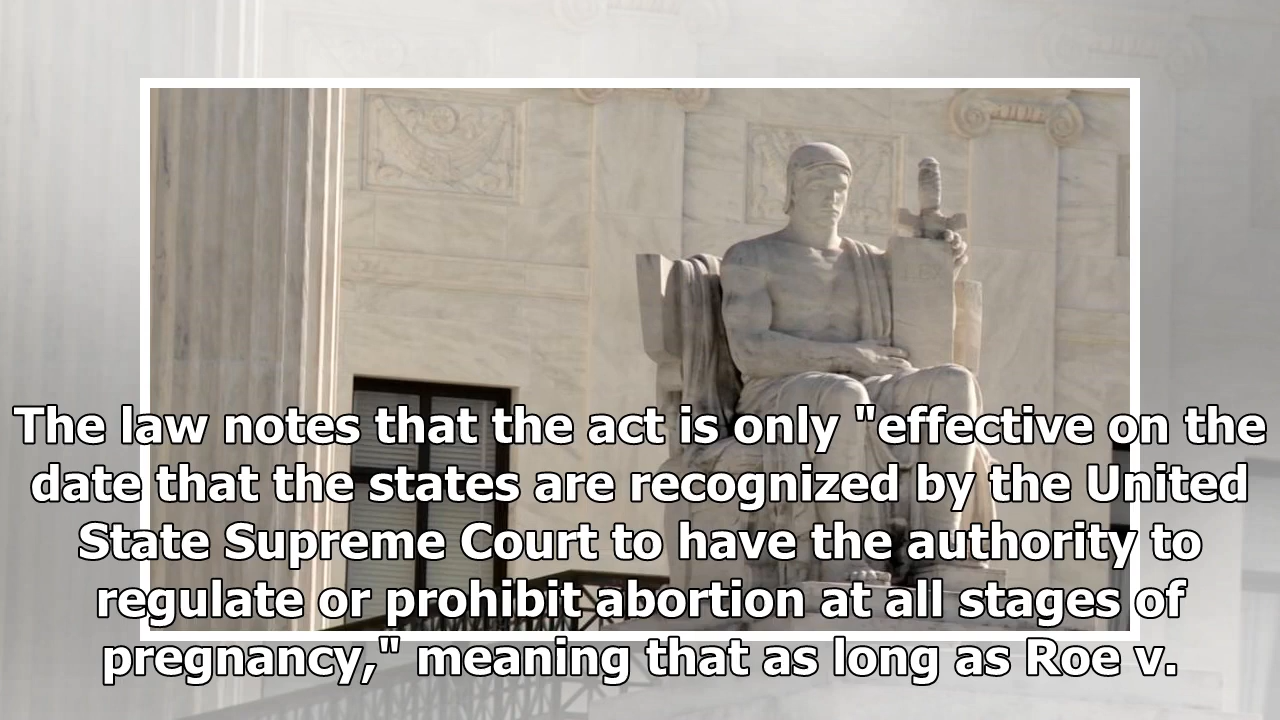 The law notes that the act is only "effective on the
date that the states are recognized by the United
State Supreme Court to have the authority to
regulate or prohibit abortion at all stages of
pregnancy," meaning that as long as Roe v.